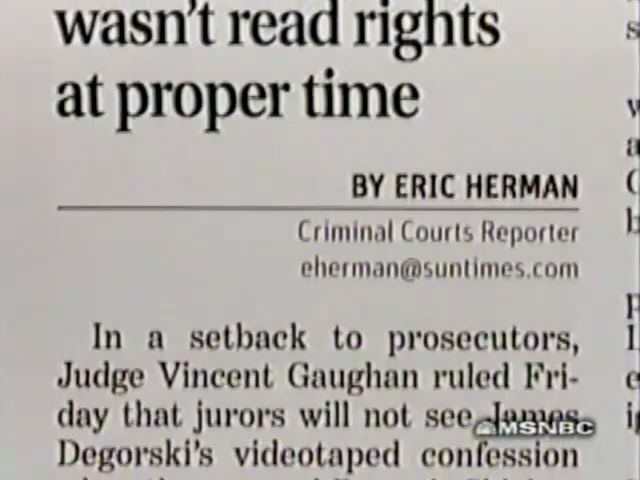 wasn't read rights
at proper time
BY ERIC HERMAN
Criminal Courts Reporter
eherman@suntimes.com
In a setback to prosecutors,
Judge Vincent Gaughan ruled Fri-
day that jurors will not see James
Degorski's videotaped confession
MSNBC